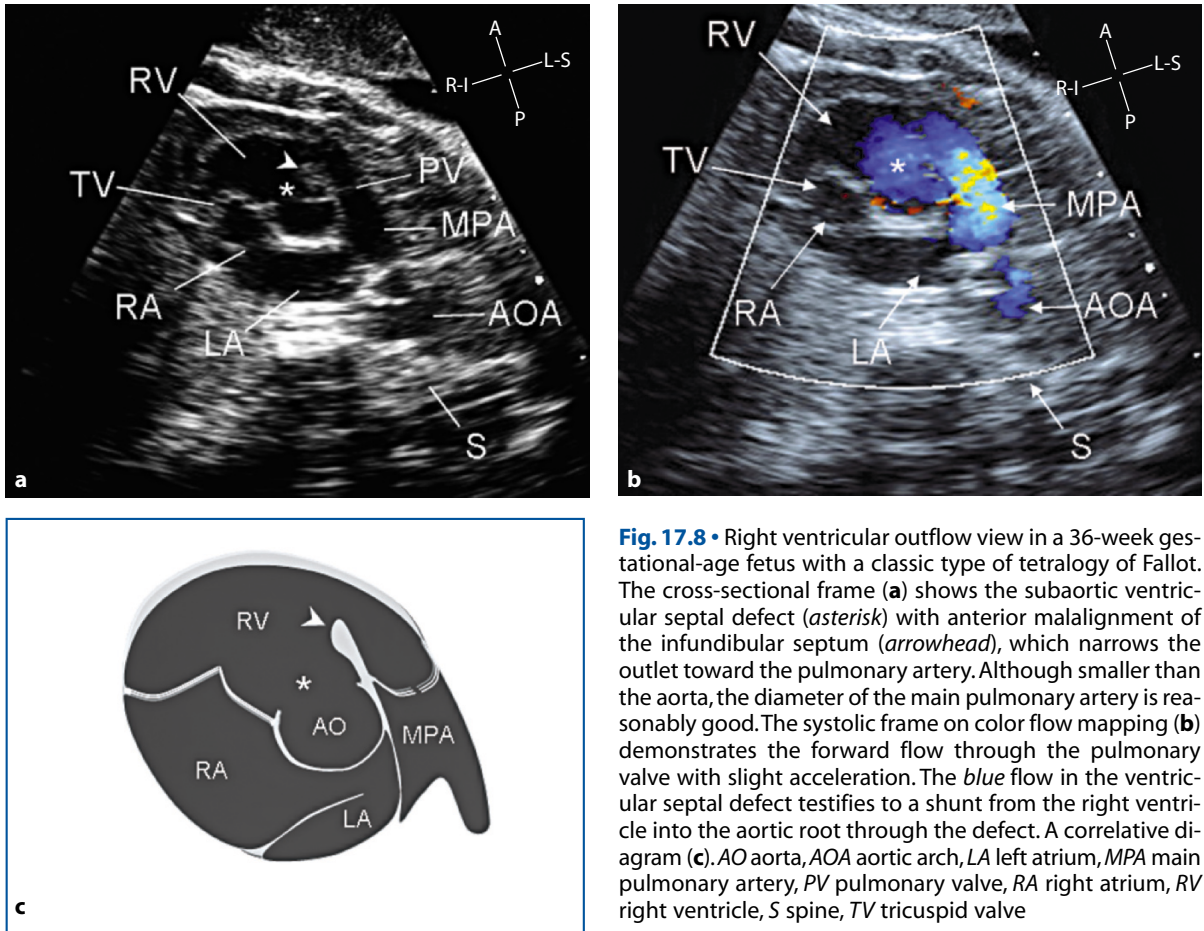 A
L-S
R-I
P
RV
TV
PV
MPA
RA
LA
AOA
S
a
A
L-S
R-I
P
RV
TV
MPA
RA
LA
AOA
S
b
RV
*
AO
RA
MPA
LA
c
Fig. 17.8 • Right ventricular outflow view in a 36-week ges-
tational-age fetus with a classic type of tetralogy of Fallot.
The cross-sectional frame (a) shows the subaortic ventric-
ular septal defect (asterisk) with anterior malalignment of
the infundibular septum (arrowhead), which narrows the
outlet toward the pulmonary artery. Although smaller than
the aorta, the diameter of the main pulmonary artery is rea-
sonably good. The systolic frame on color flow mapping (b)
demonstrates the forward flow through the pulmonary
valve with slight acceleration. The blue flow in the ventric-
ular septal defect testifies to a shunt from the right ventri-
cle into the aortic root through the defect. A correlative di-
agram (c). AO aorta, AOA aortic arch, LA left atrium, MPA main
pulmonary artery, PV pulmonary valve, RA right atrium, RV
right ventricle, S spine, TV tricuspid valve